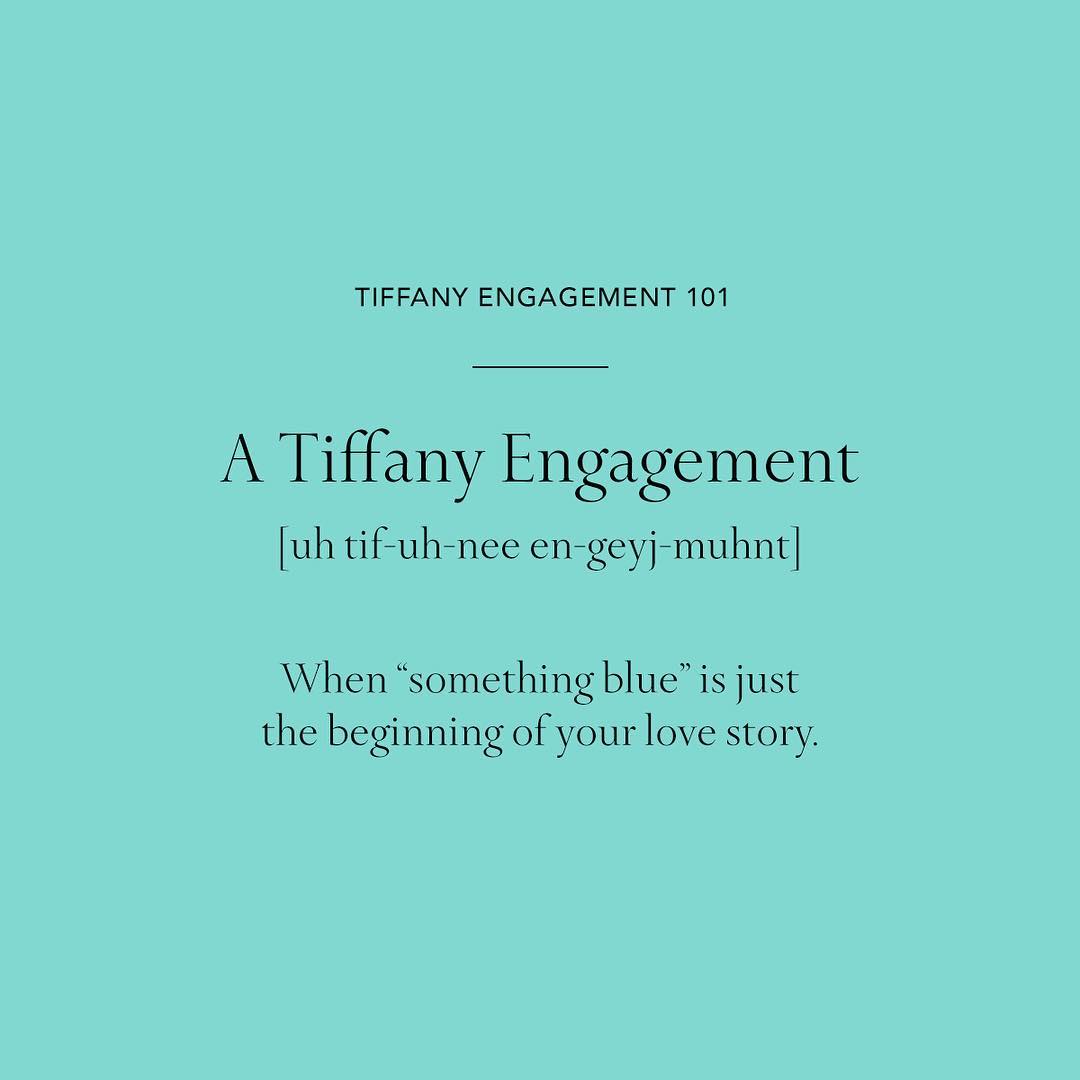 TIFFANY ENGAGEMENT 101
A Tiffany Engagement
[uh tif-uh-nee en-geyj-muhnt]
When “something blue” is just
the beginning of your love story.